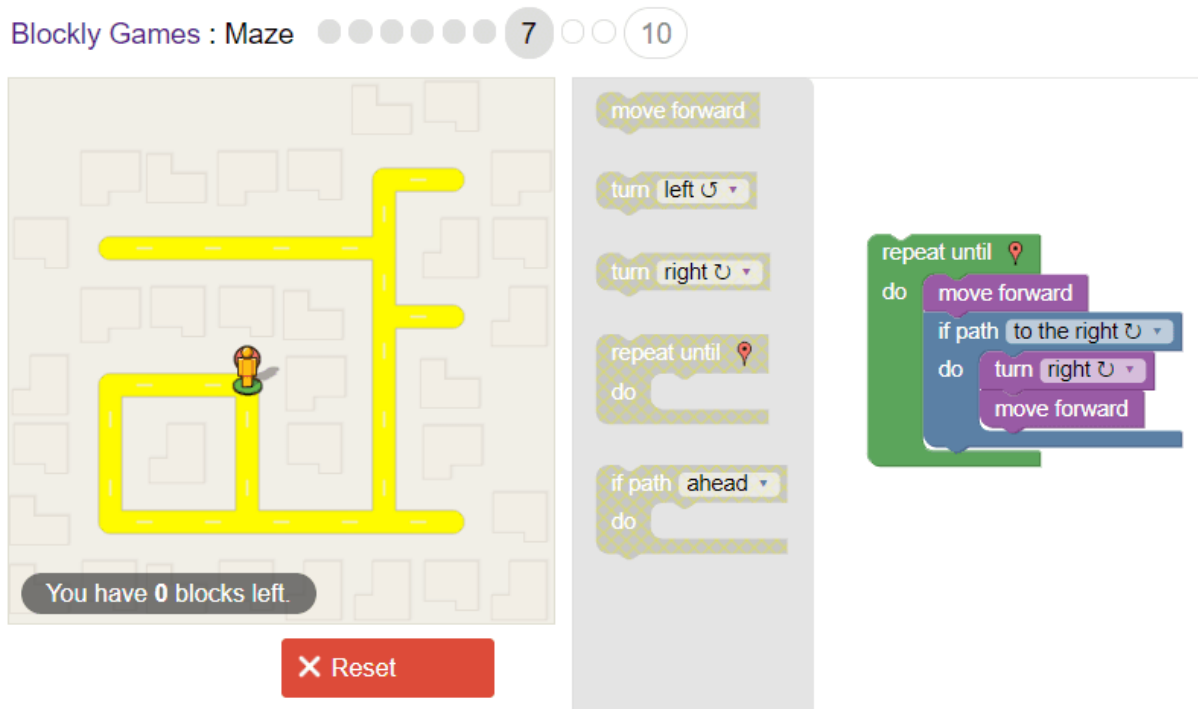 Blockly Games : Maze 7 10
move forward
turn left ↺ ▾
turn right ↻ ▾
repeat until
do
if path ahead ▾
do
repeat until
do move forward
if path to the right ↻ ▾
do turn right ↻ ▾
move forward
You have 0 blocks left.
✕ Reset